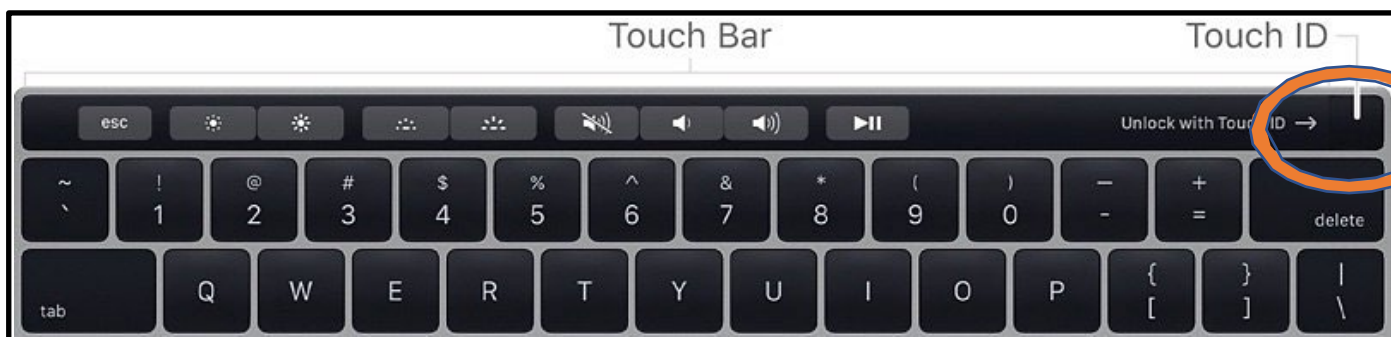 Touch Bar Touch ID
esc Unlock with Touch ID →
~ ! @ # $ % ^ & * ( ) — +
` 1 2 3 4 5 6 7 8 9 0 - = delete
tab Q W E R T Y U I O P { [ } ] | \